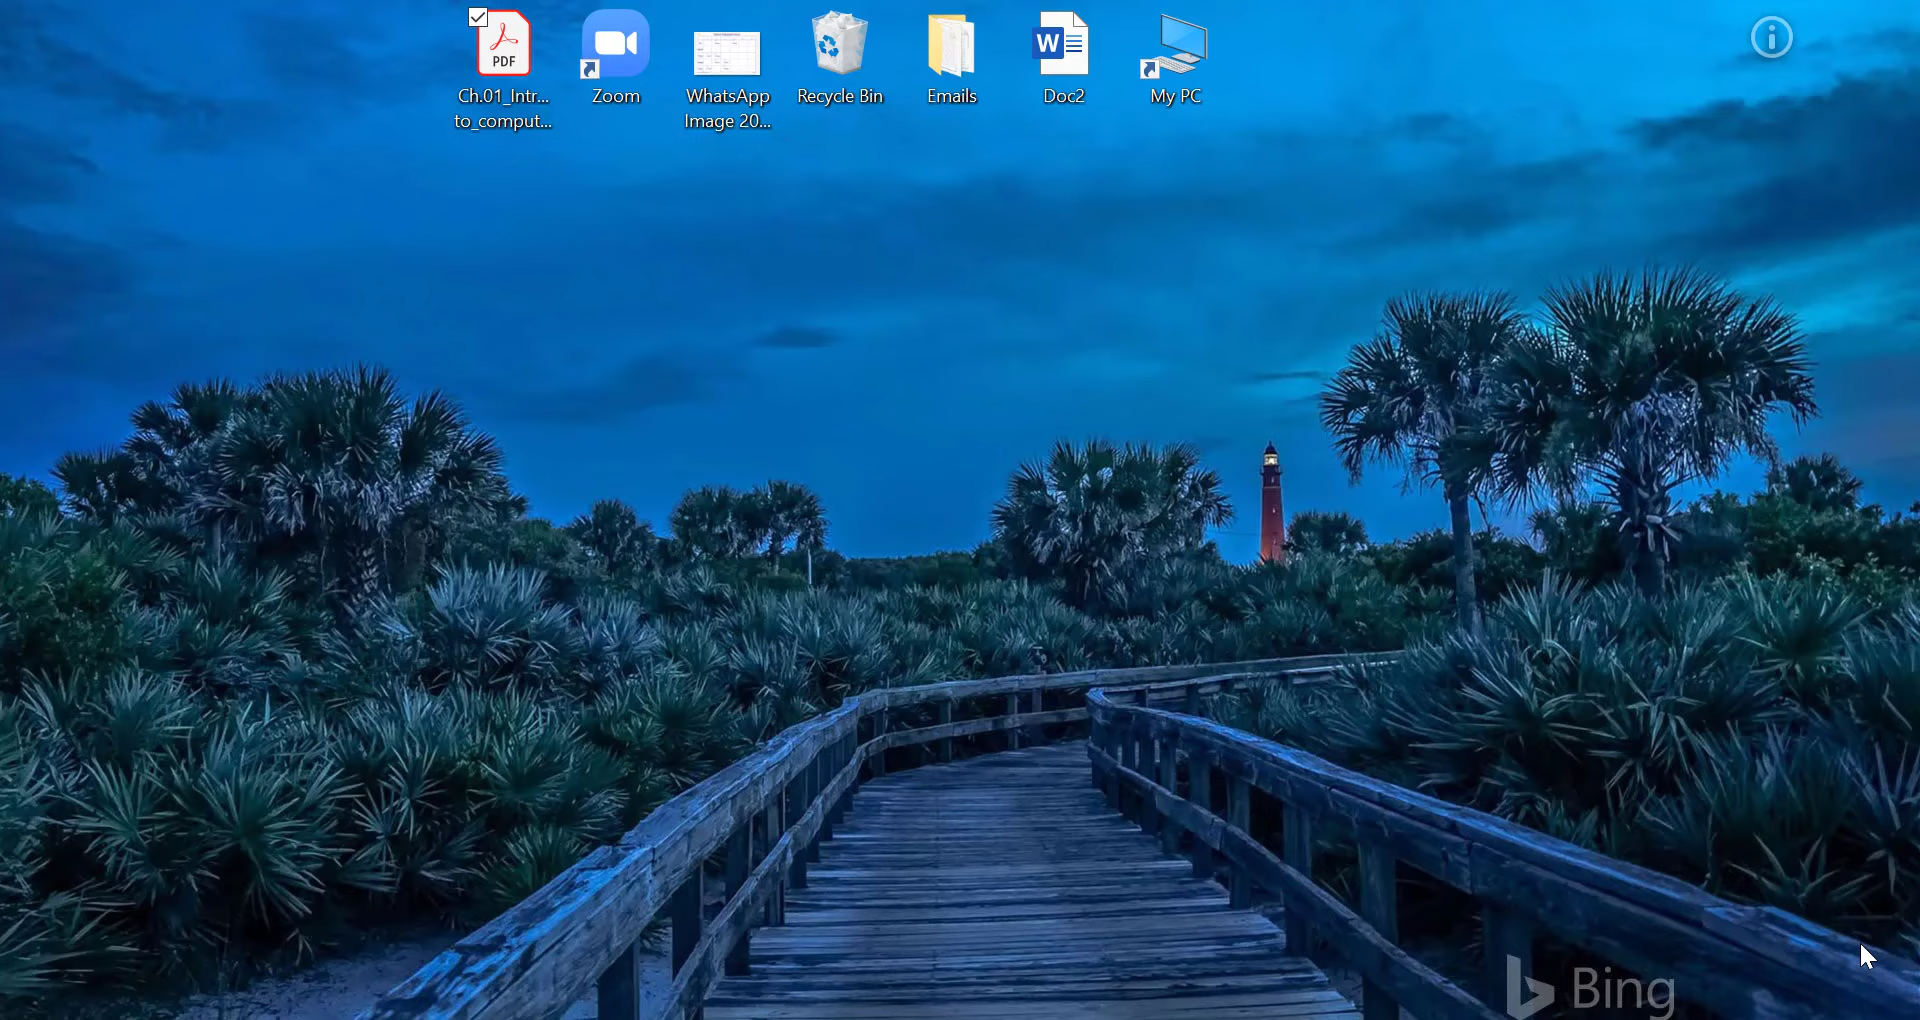 PDF
Ch.01_Intr...
to_comput...
Zoom
WhatsApp
Image 20...
Recycle Bin
Emails
W
Doc2
My PC
Bing